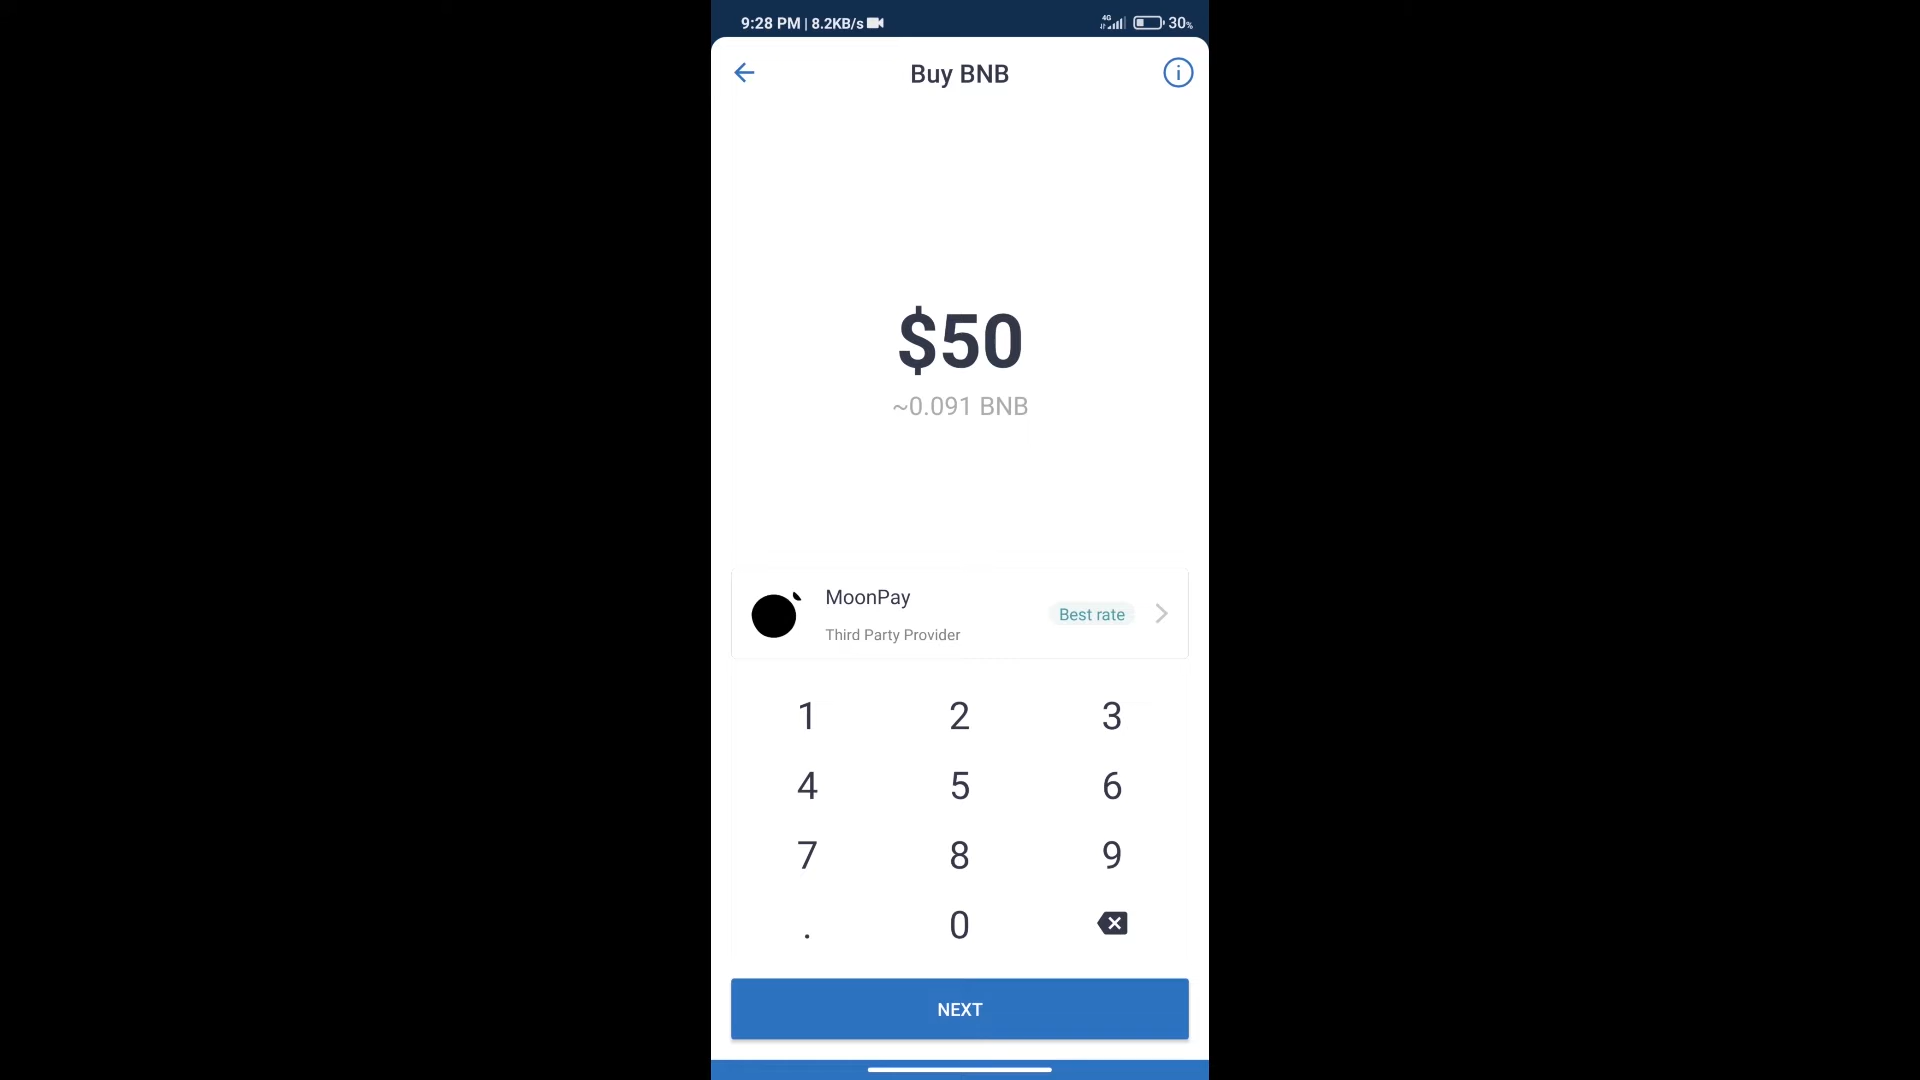 9:28 PM | 8.2KB/s 4G 30%
Buy BNB
$50
~0.091 BNB
MoonPay
Third Party Provider
Best rate
1 2 3
4 5 6
7 8 9
. 0
NEXT